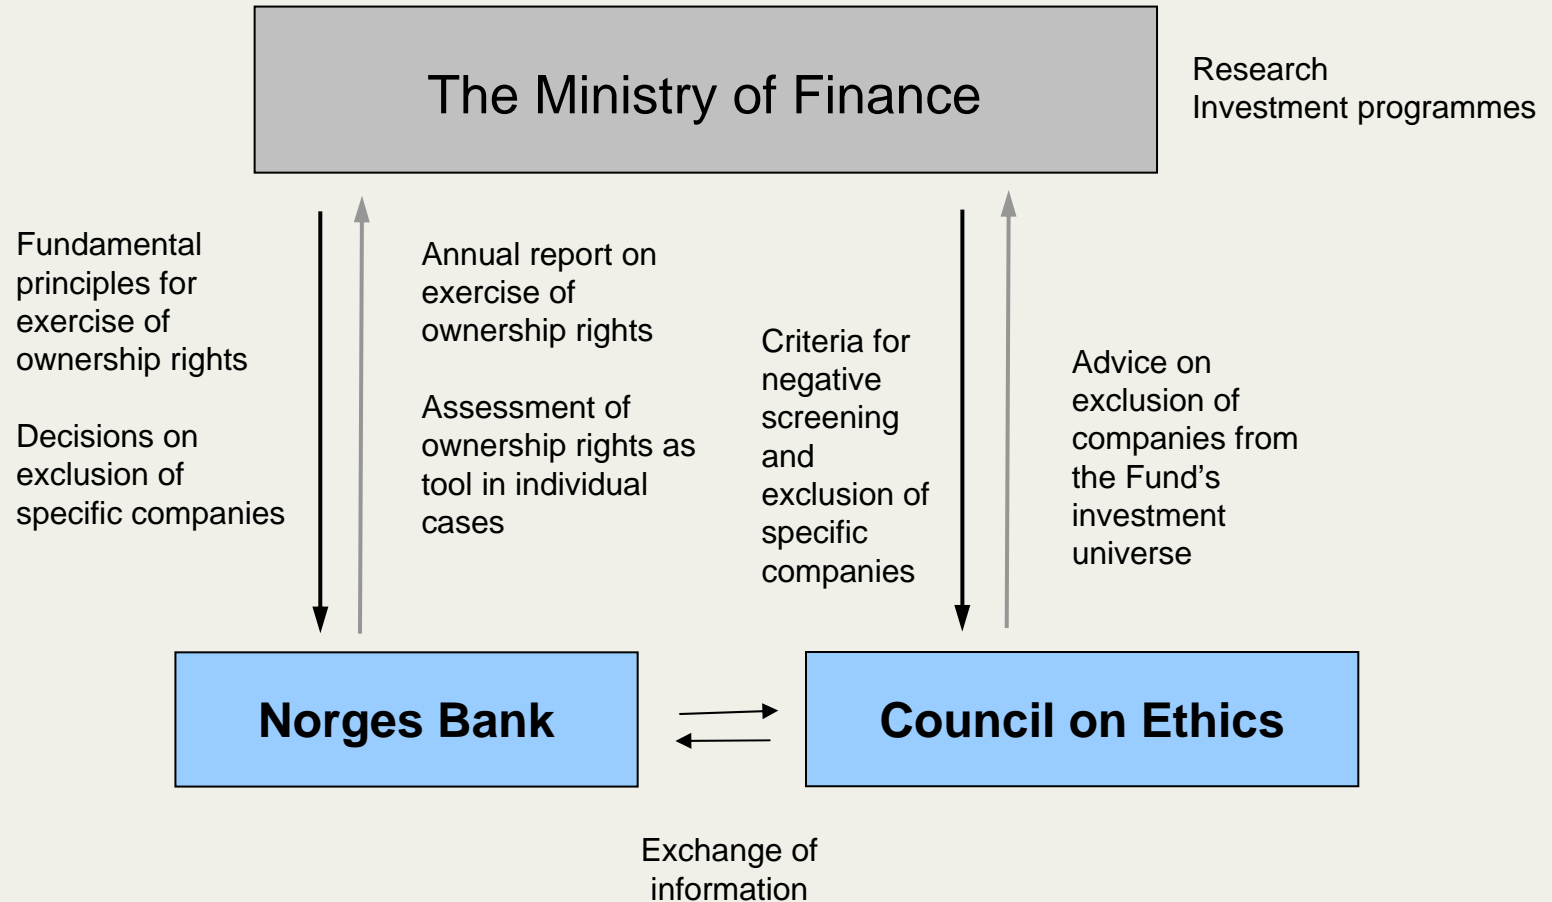 The Ministry of Finance
Research
Investment programmes
Fundamental
principles for
exercise of
ownership rights
Decisions on
exclusion of
specific companies
Annual report on
exercise of
ownership rights
Assessment of
ownership rights as
tool in individual
cases
Criteria for
negative
screening
and
exclusion of
specific
companies
Advice on
exclusion of
companies from
the Fund’s
investment
universe
Norges Bank
Council on Ethics
Exchange of
information